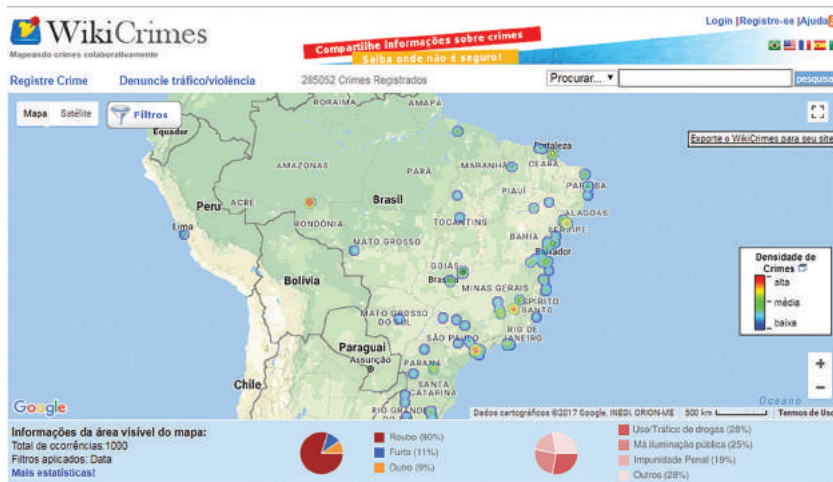 WikiCrimes
Mapeando crimes colaborativamente
Compartilhe informações sobre crimes
Saiba onde não é seguro!
Login |Registre-se |Ajuda
Registre Crime
Denuncie tráfico/violência
285052 Crimes Registrados
Procurar...
pesquisa
Mapa
Satélite
Filtros
Exporte o WikiCrimes para seu site
RORAIMA
AMAPÁ
Equador
Fortaleza
AMAZONAS
PARÁ
MARANHÃO
CEARÁ
PARAÍBA
PIAUÍ
Peru
ACRE
Brasil
ALAGOAS
RONDÔNIA
TOCANTINS
SERGIPE
Lima
MATO GROSSO
BAHIA
Salvador
GOIÁS
Brasília
Bolívia
MINAS GERAIS
ESPÍRITO
SANTO
MATO GROSSO
DO SUL
SÃO PAULO
RIO DE
JANEIRO
Paraguai
Assunção
PARANÁ
Chile
SANTA
CATARINA
RIO GRANDE
Densidade de
Crimes
alta
média
baixa
Oceano
Google
Dados cartográficos ©2017 Google, INEGI, ORION-ME
500 km
Termos de Uso
Informações da área visível do mapa:
Total de ocorrências:1000
Filtros aplicados: Data
Mais estatísticas!
Roubo (80%)
Furto (11%)
Outro (9%)
Uso/Tráfico de drogas (28%)
Má iluminação pública (25%)
Impunidade Penal (19%)
Outros (28%)